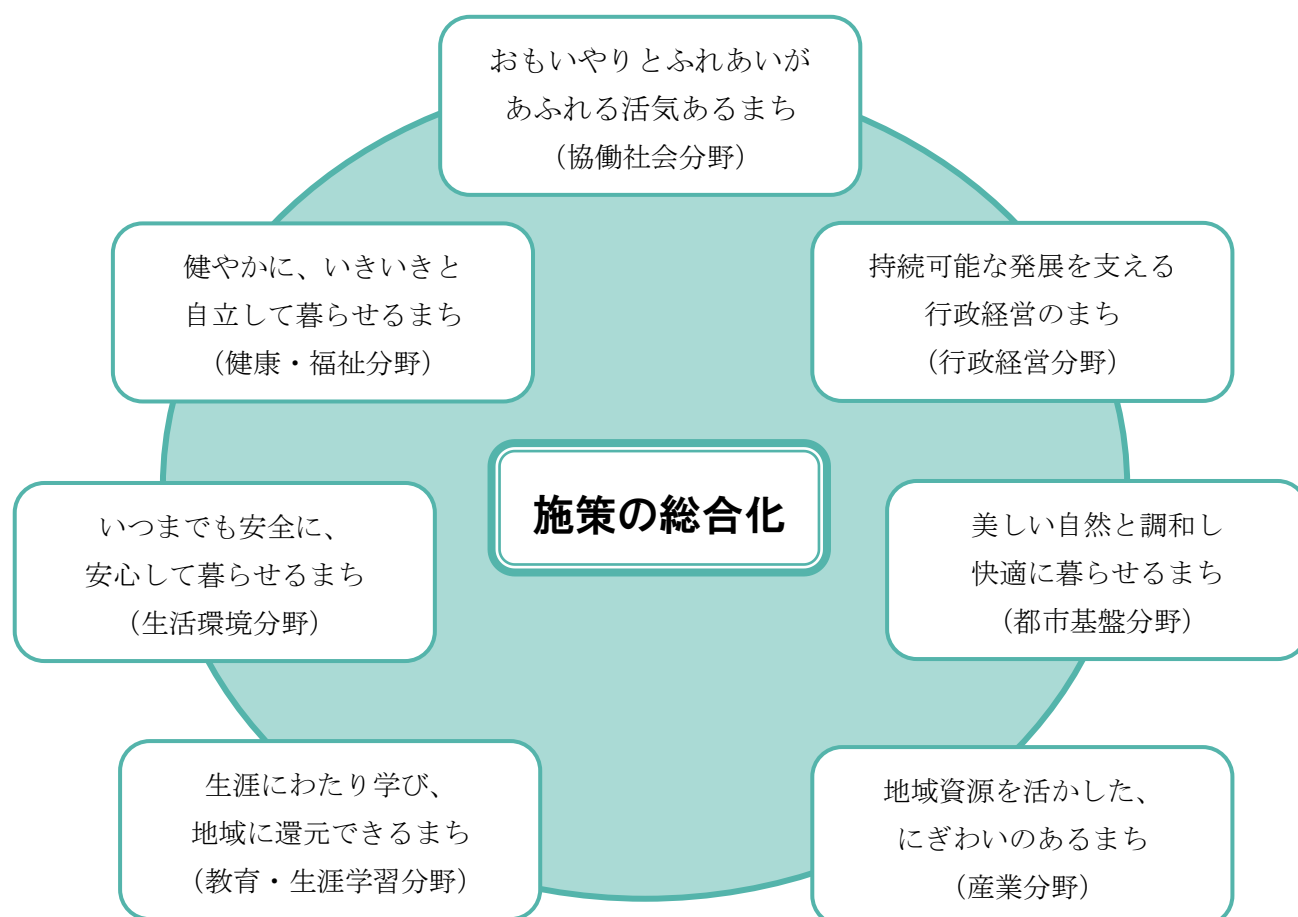 おもいやりとふれあいが
あふれる活気あるまち
（協働社会分野）
健やかに、いきいきと
自立して暮らせるまち
（健康・福祉分野）
持続可能な発展を支える
行政経営のまち
（行政経営分野）
施策の総合化
いつまでも安全に、
安心して暮らせるまち
（生活環境分野）
美しい自然と調和し
快適に暮らせるまち
（都市基盤分野）
生涯にわたり学び、
地域に還元できるまち
（教育・生涯学習分野）
地域資源を活かした、
にぎわいのあるまち
（産業分野）